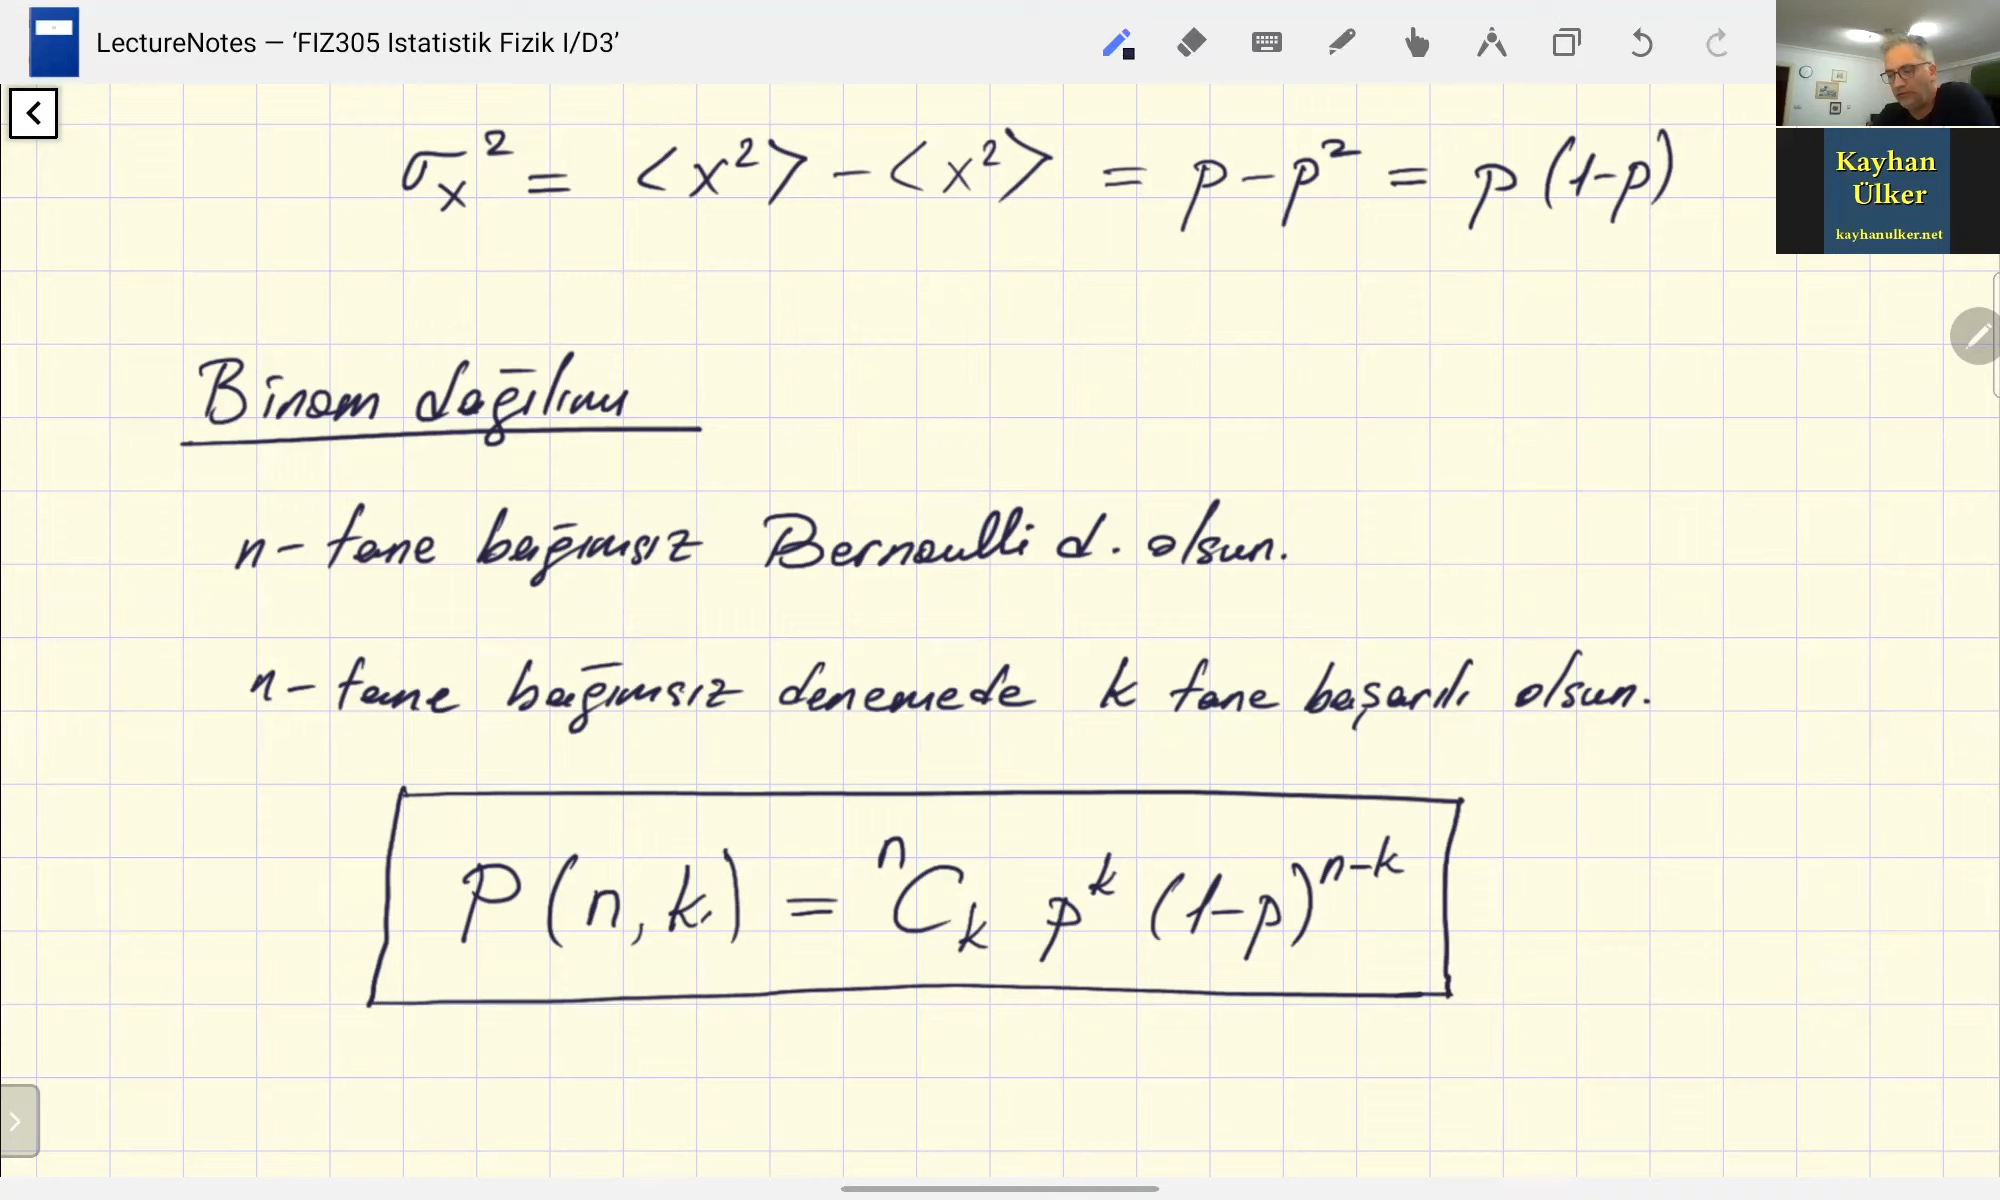 LectureNotes — ‘FIZ305 Istatistik Fizik I/D3’
Kayhan
Ülker
kayhanulker.net
σₓ² = <x²> - <x²> = p - p² = p (1-p)
Binom dağılımı
n- tane bağımsız Bernoulli d. olsun.
n- tane bağımsız denemede k tane başarılı olsun.
P(n, k) = ⁿCₖ pᵏ (1-p)ⁿ⁻ᵏ